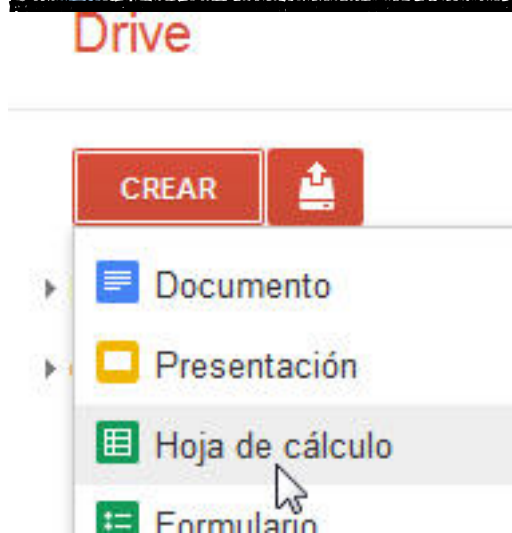 Drive
CREAR
Documento
Presentación
Hoja de cálculo
Formulario